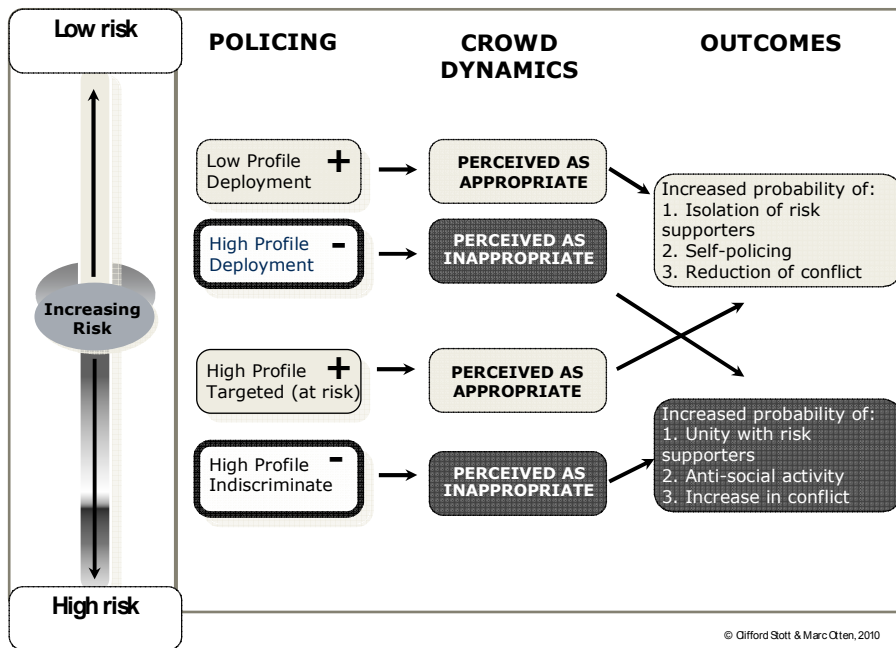 Low risk
POLICING
CROWD
DYNAMICS
OUTCOMES
Low Profile
Deployment
+
PERCEIVED AS
APPROPRIATE
High Profile
Deployment
-
PERCEIVED AS
INAPPROPRIATE
Increased probability of:
1. Isolation of risk
supporters
2. Self-policing
3. Reduction of conflict
Increasing
Risk
High Profile
Targeted (at risk)
+
PERCEIVED AS
APPROPRIATE
High Profile
Indiscriminate
-
PERCEIVED AS
INAPPROPRIATE
Increased probability of:
1. Unity with risk
supporters
2. Anti-social activity
3. Increase in conflict
High risk
© Clifford Stott & Marc Otten, 2010